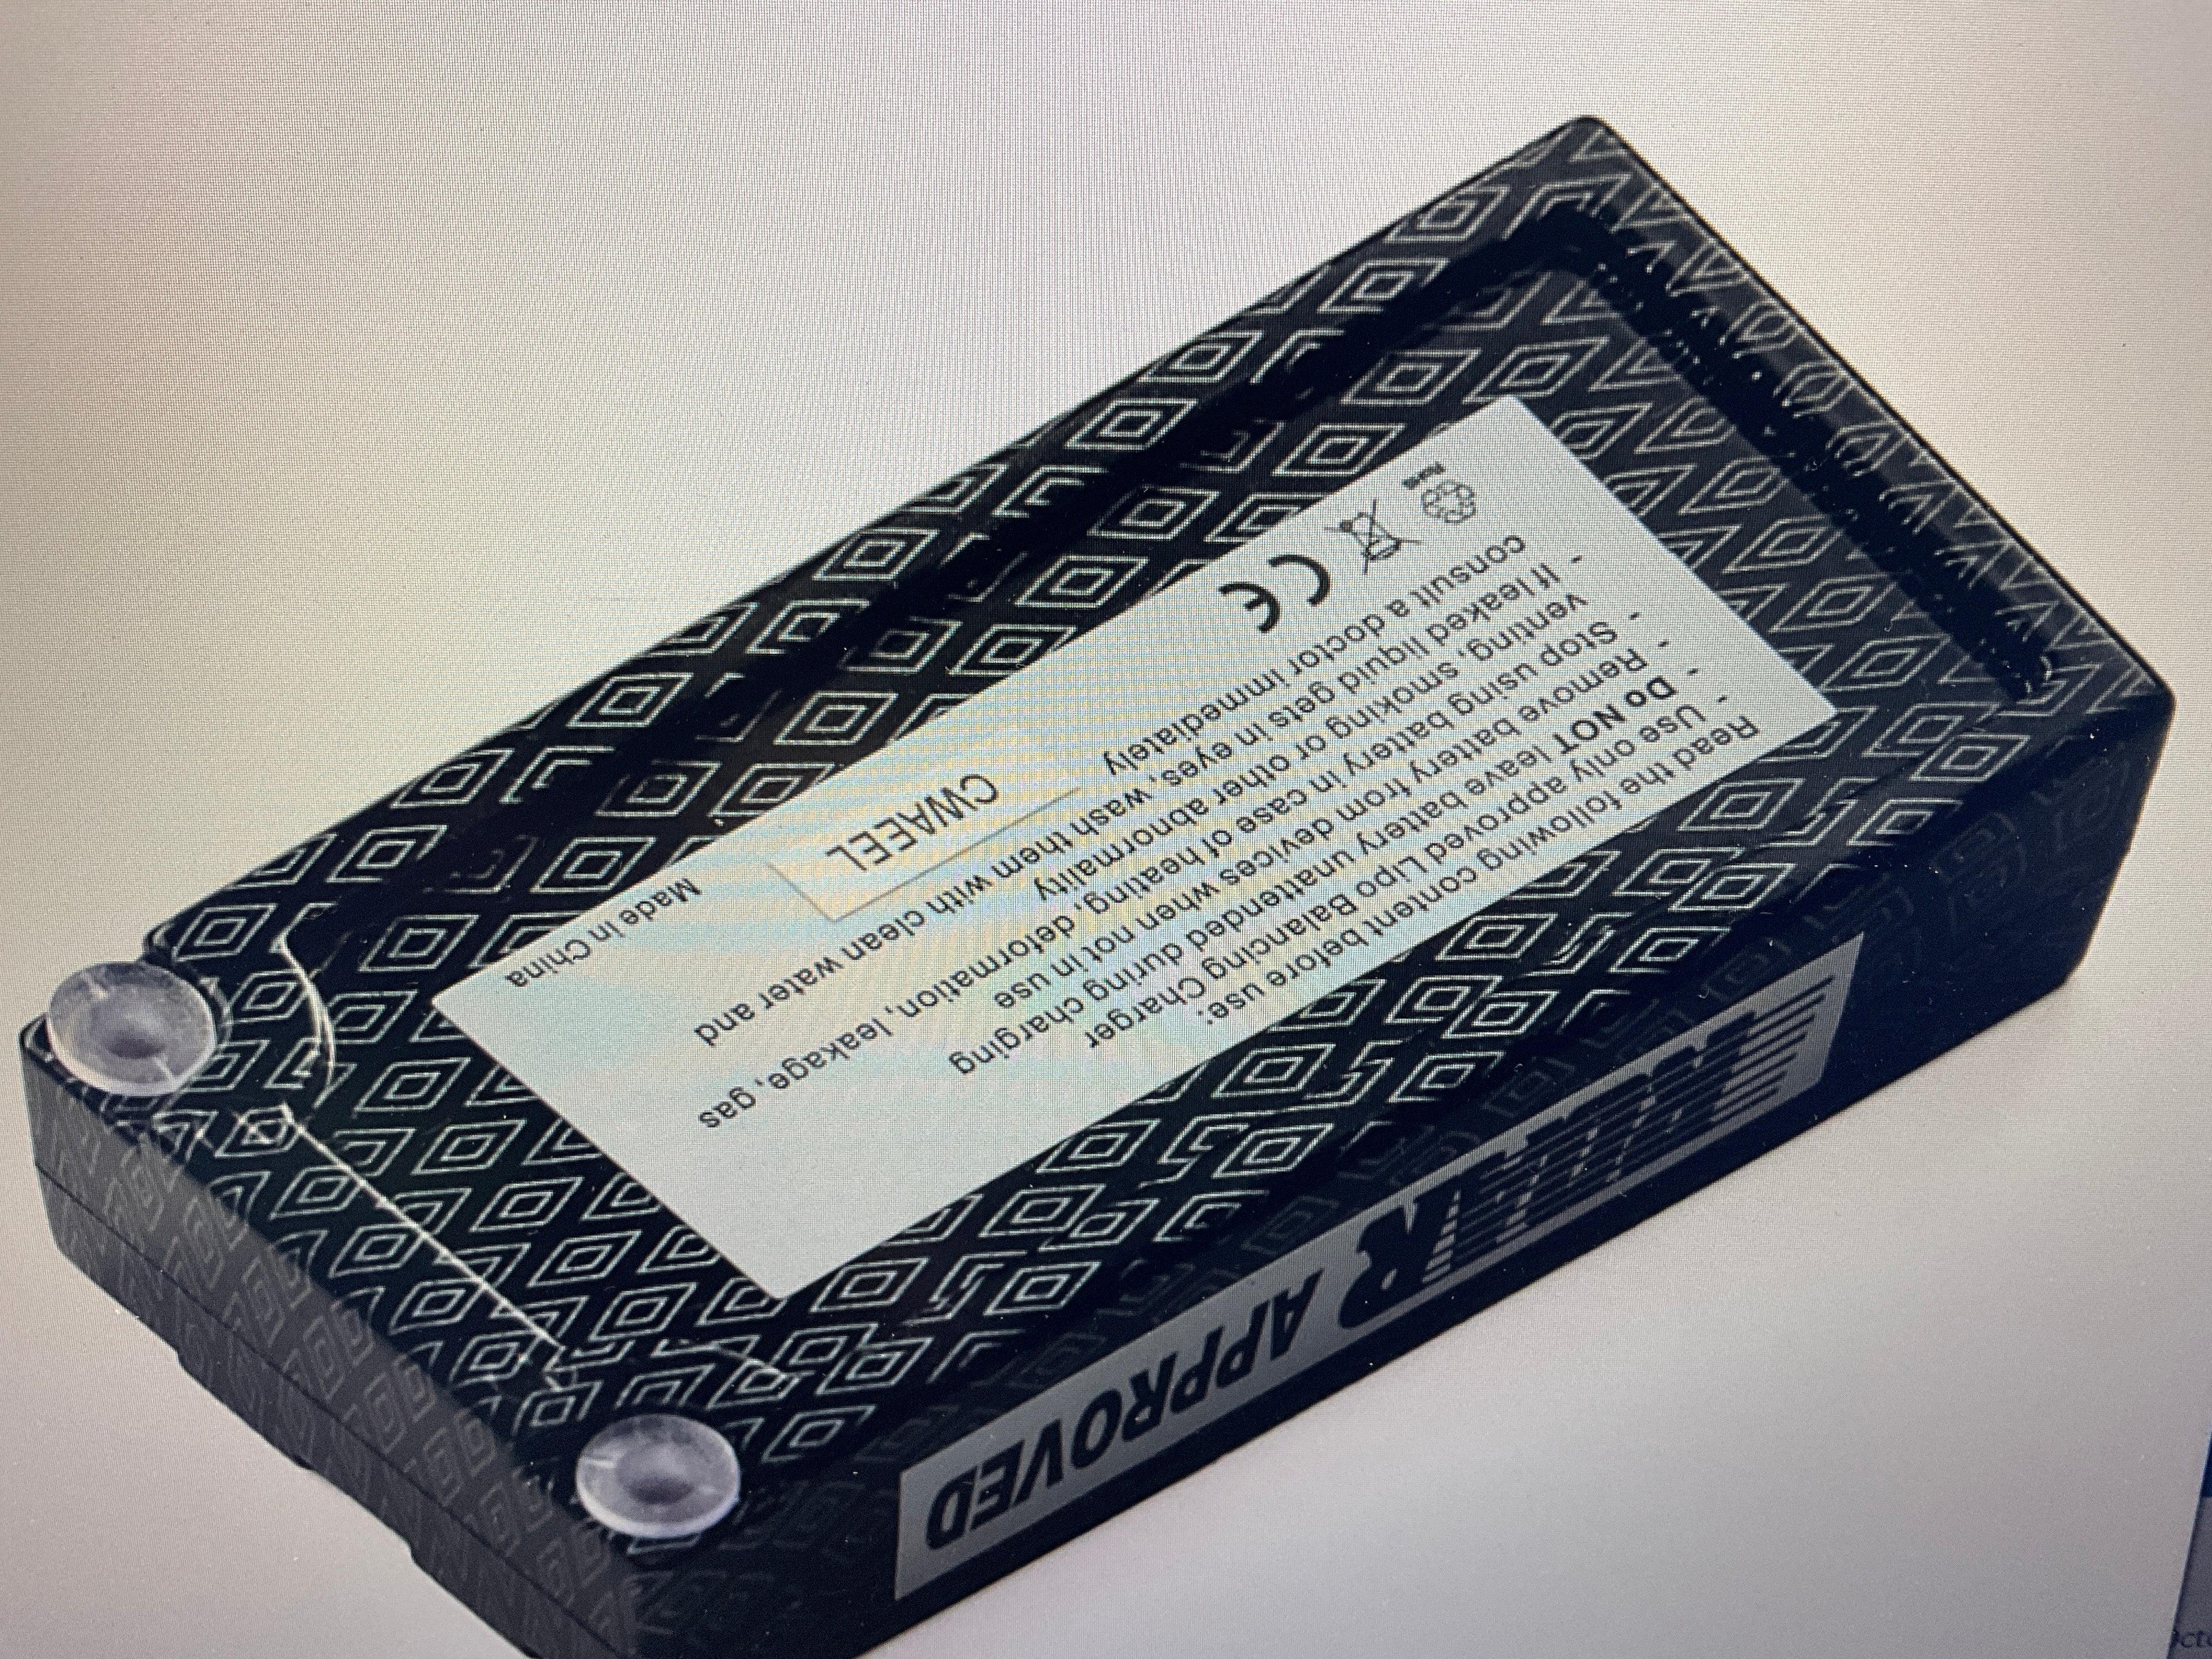 Read the following content before use:
- Use only approved Lipo Balancing Charger
- Do NOT leave battery unattended during charging
- Remove battery from devices when not in use
- Stop using battery in case of heating, deformation, leakage, gas
venting, smoking or other abnormality
- If leaked liquid gets in eyes, wash them with clean water and
consult a doctor immediately
RoHS
CE
CWAEEL
Made in China
ROAR APPROVED